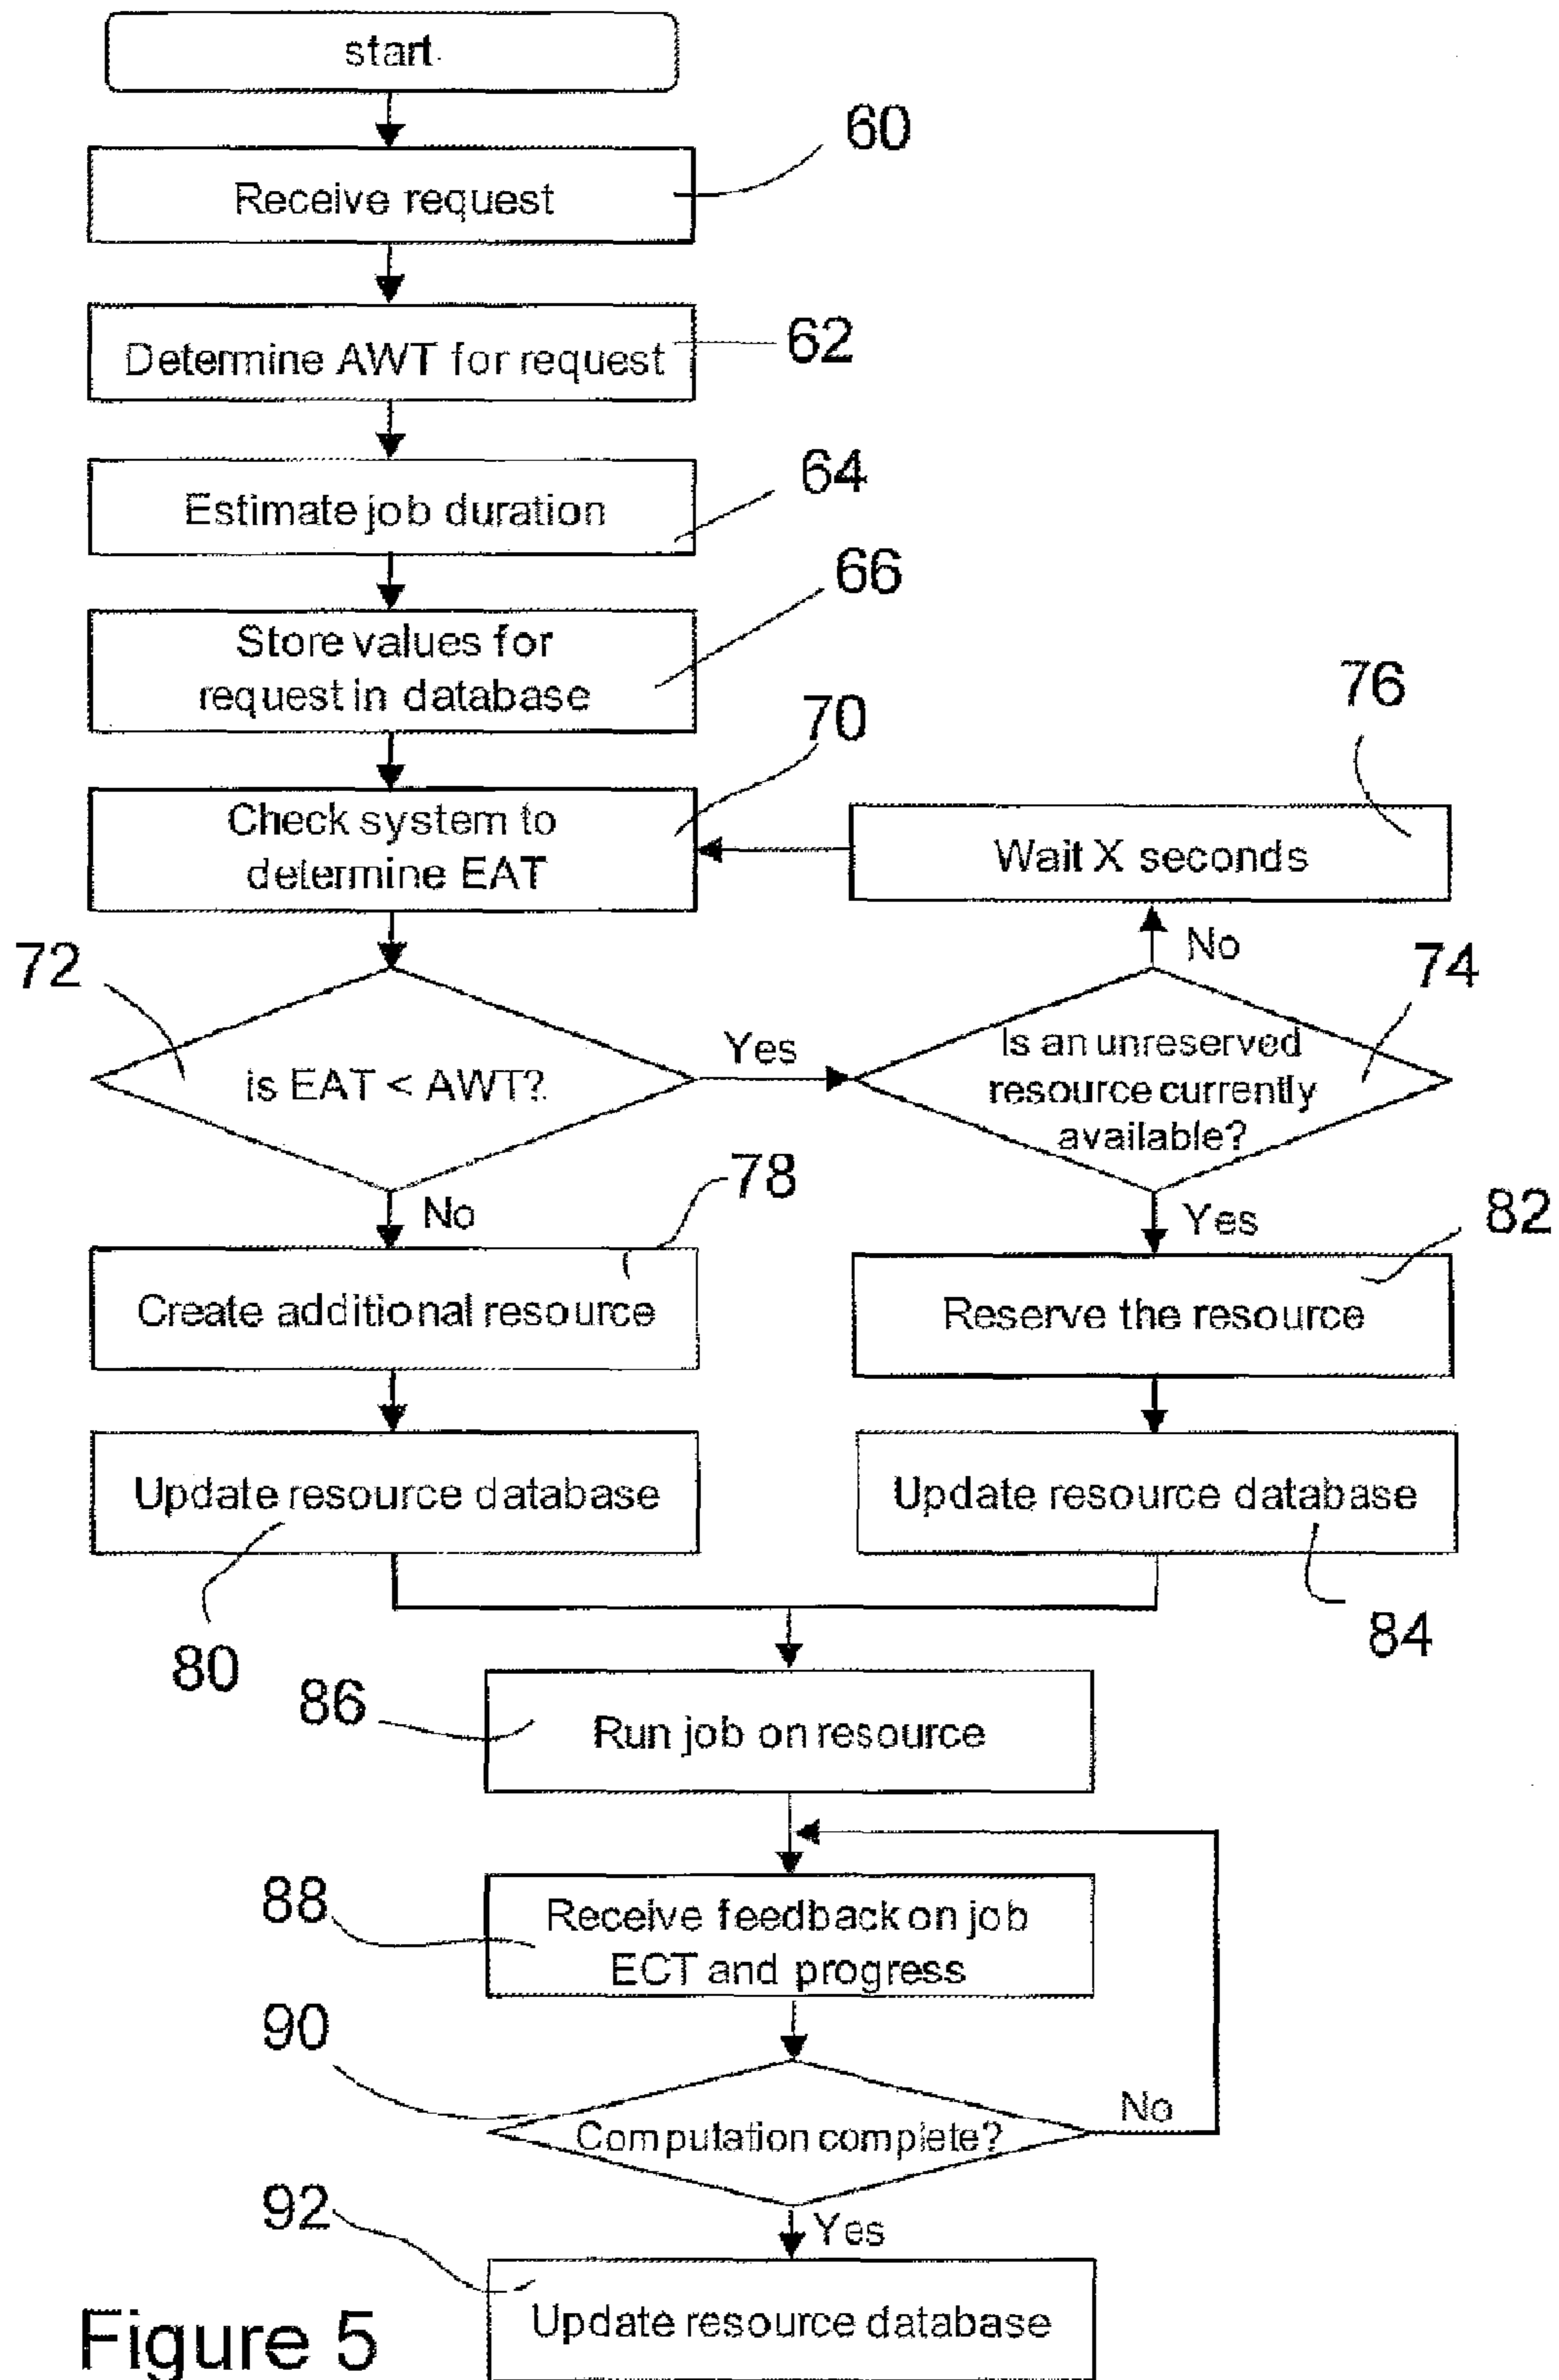 start
60
Receive request
62
Determine AWT for request
64
Estimate job duration
66
Store values for
request in database
70
76
Check system to
determine EAT
Wait X seconds
72
No
74
is EAT < AWT?
Yes
Is an unreserved
resource currently
available?
78
No
Yes
82
Create additional resource
Reserve the resource
Update resource database
Update resource database
80
84
86
Run job on resource
88
Receive feedback on job
ECT and progress
90
Computation complete?
No
92
Yes
Update resource database
Figure 5